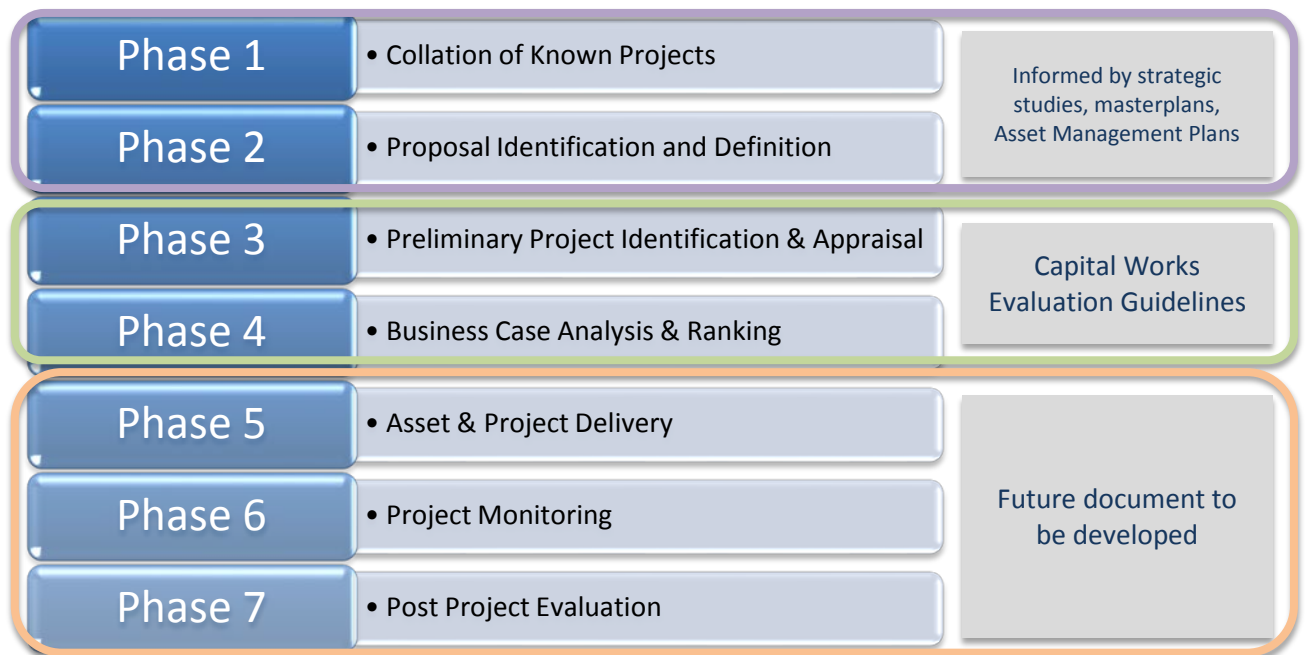 Phase 1
• Collation of Known Projects
Informed by strategic
studies, masterplans,
Asset Management Plans
Phase 2
• Proposal Identification and Definition
Phase 3
• Preliminary Project Identification & Appraisal
Capital Works
Evaluation Guidelines
Phase 4
• Business Case Analysis & Ranking
Phase 5
• Asset & Project Delivery
Phase 6
• Project Monitoring
Future document to
be developed
Phase 7
• Post Project Evaluation